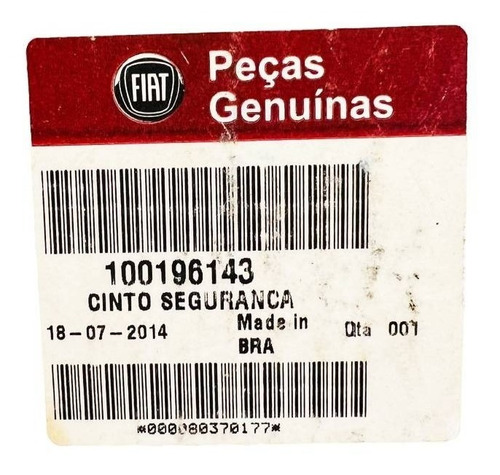 FIAT
Peças
Genuínas
100196143
CINTO SEGURANCA
18-07-2014 Made in BRA Qta 001
*000080370177*